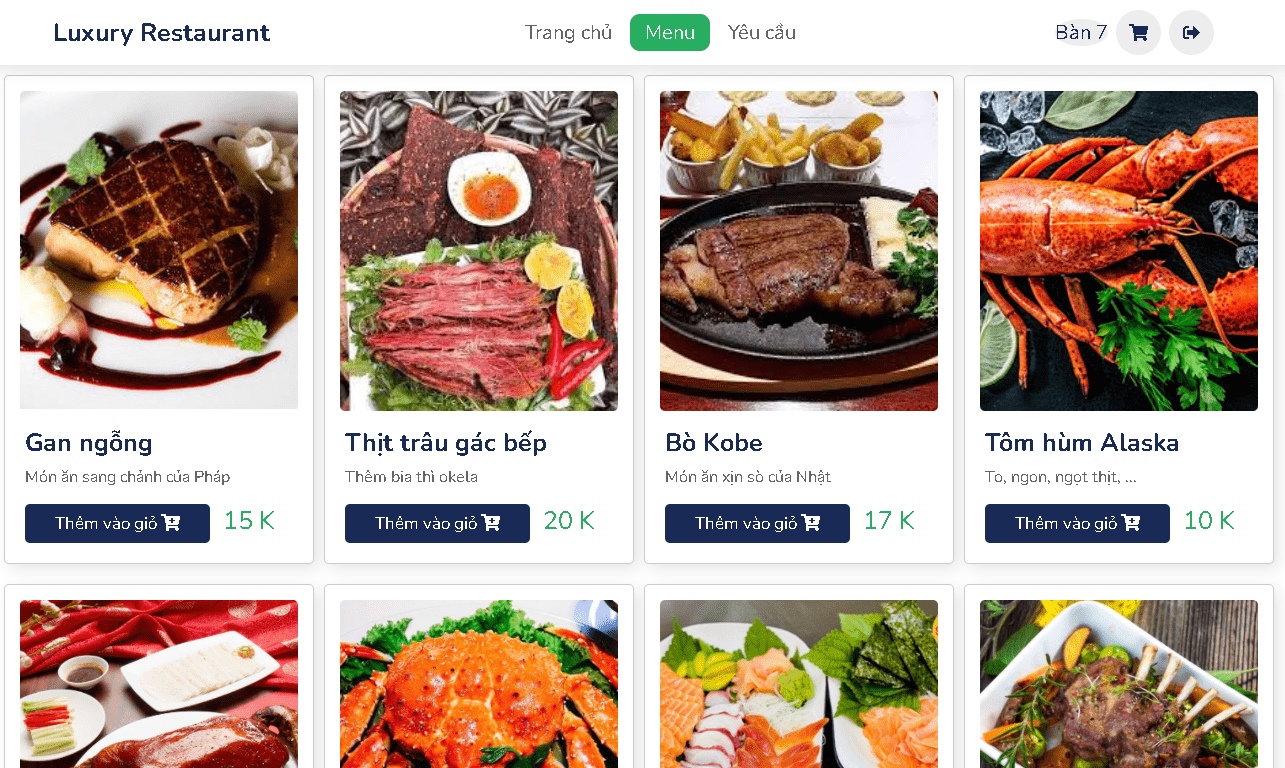 Luxury Restaurant
Trang chủ
Menu
Yêu cầu
Bàn 7
Gan ngỗng
Món ăn sang chảnh của Pháp
Thêm vào giỏ
15 K
Thịt trâu gác bếp
Thêm bia thì okela
Thêm vào giỏ
20 K
Bò Kobe
Món ăn xịn sò của Nhật
Thêm vào giỏ
17 K
Tôm hùm Alaska
To, ngon, ngọt thịt, ...
Thêm vào giỏ
10 K